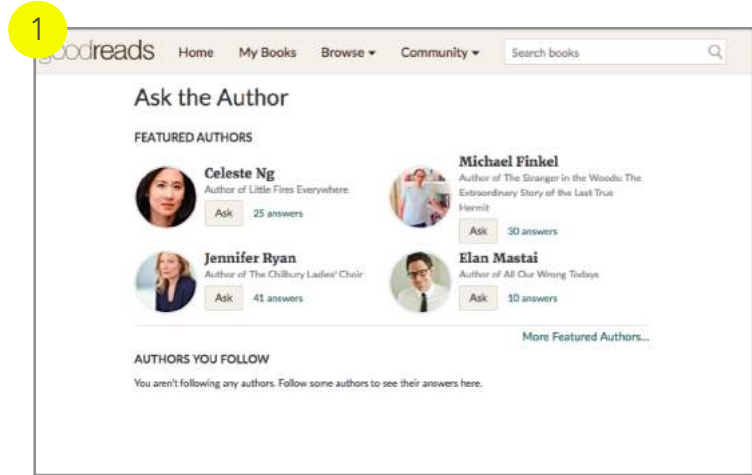 1
goodreads Home My Books Browse Community Search books
Ask the Author
FEATURED AUTHORS
Celeste Ng
Author of Little Fires Everywhere
Ask 25 answers
Michael Finkel
Author of The Stranger in the Woods: The
Extraordinary Story of the Last True
Hermit
Ask 30 answers
Jennifer Ryan
Author of The Chilbury Ladies' Choir
Ask 41 answers
Elan Mastai
Author of All Our Wrong Todays
Ask 10 answers
More Featured Authors...
AUTHORS YOU FOLLOW
You aren't following any authors. Follow some authors to see their answers here.